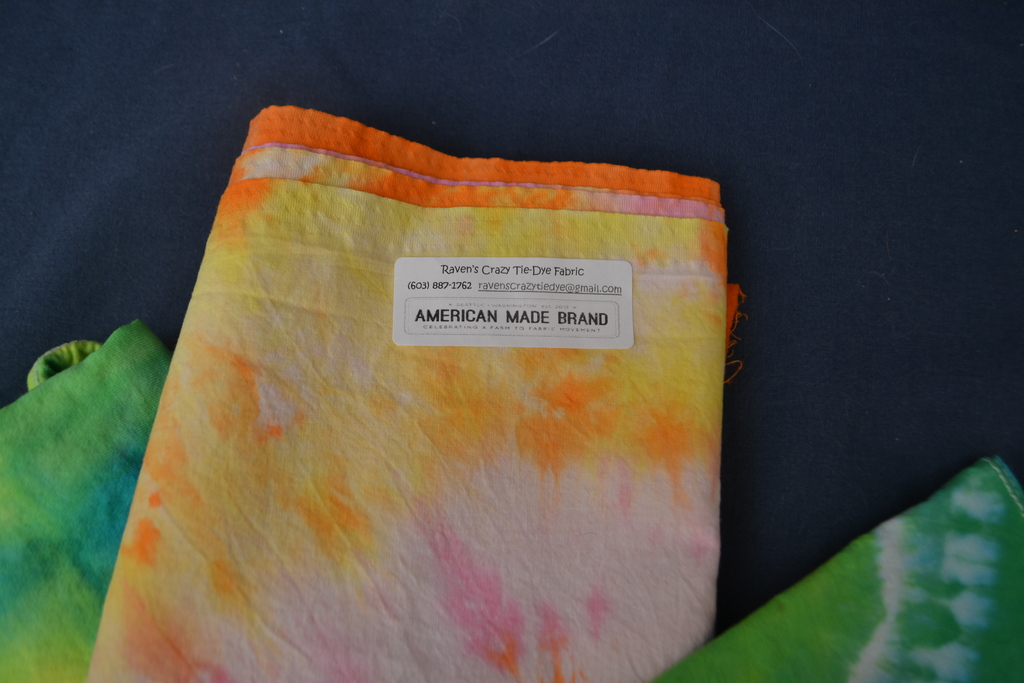 Raven's Crazy Tie-Dye Fabric
(603) 887-1762 ravenscrazytiedye@gmail.com
AMERICAN MADE BRAND
CELEBRATING A FARM TO FABRIC MOVEMENT